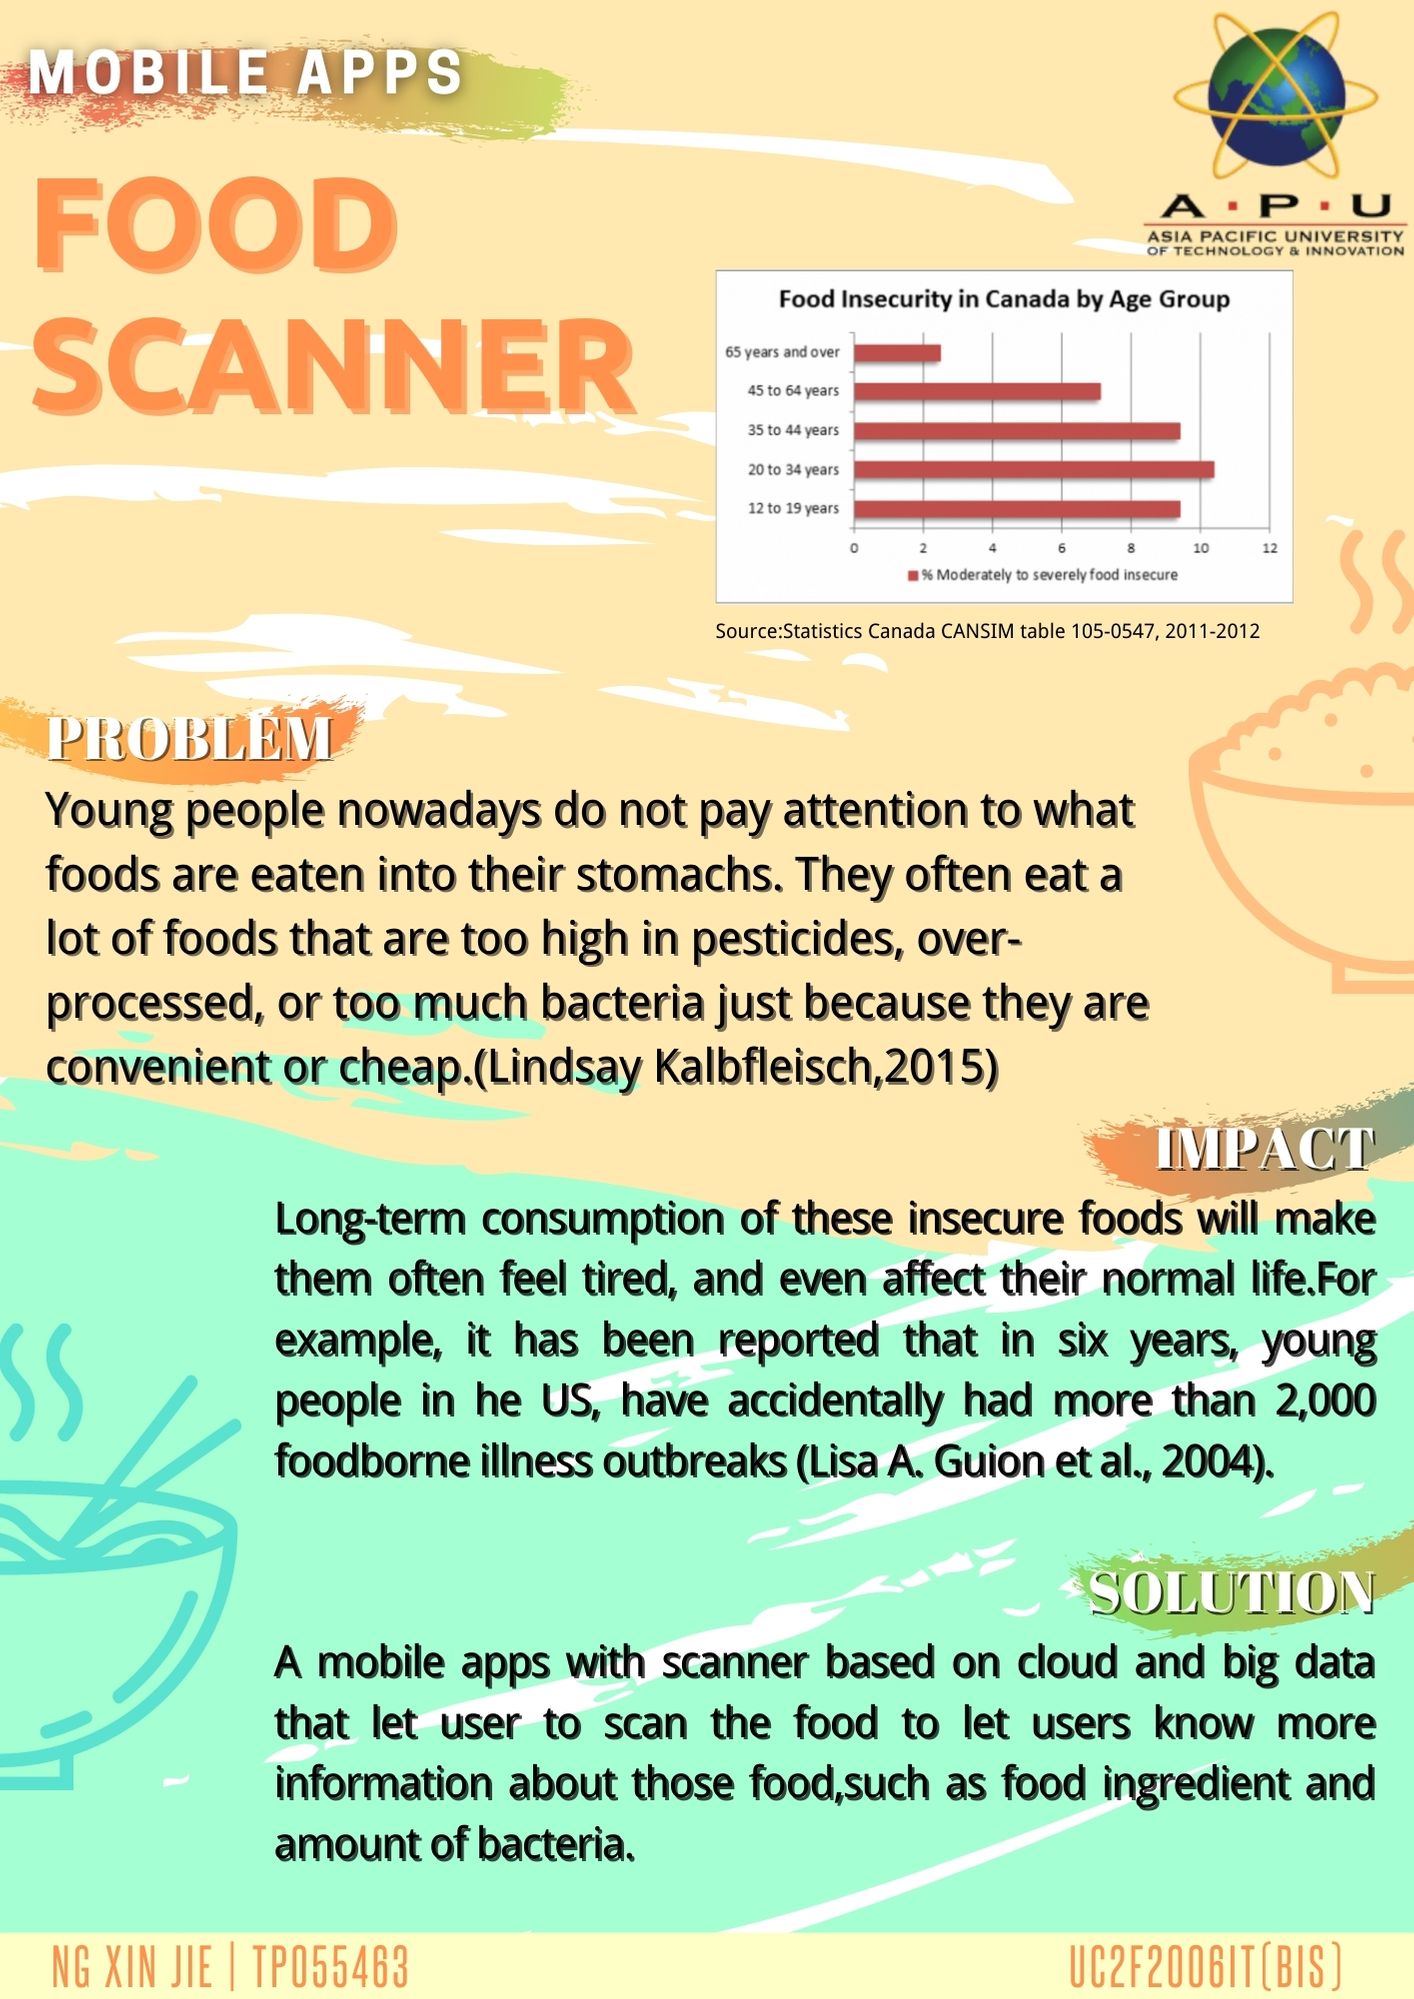 MOBILE APPS
A·P·U
ASIA PACIFIC UNIVERSITY
OF TECHNOLOGY & INNOVATION
FOOD
SCANNER
Food Insecurity in Canada by Age Group
65 years and over
45 to 64 years
35 to 44 years
20 to 34 years
12 to 19 years
0 2 4 6 8 10 12
% Moderately to severely food insecure
Source:Statistics Canada CANSIM table 105-0547, 2011-2012
PROBLEM
Young people nowadays do not pay attention to what
foods are eaten into their stomachs. They often eat a
lot of foods that are too high in pesticides, over-
processed, or too much bacteria just because they are
convenient or cheap.(Lindsay Kalbfleisch,2015)
IMPACT
Long-term consumption of these insecure foods will make
them often feel tired, and even affect their normal life.For
example, it has been reported that in six years, young
people in he US, have accidentally had more than 2,000
foodborne illness outbreaks (Lisa A. Guion et al., 2004).
SOLUTION
A mobile apps with scanner based on cloud and big data
that let user to scan the food to let users know more
information about those food,such as food ingredient and
amount of bacteria.
NG XIN JIE | TP055463
UC2F2006IT(BIS)